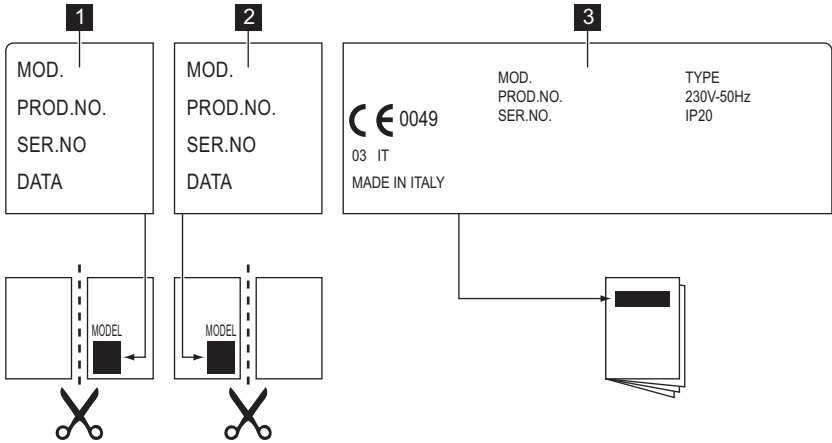 1
MOD.
PROD.NO.
SER.NO
DATA
MODEL
2
MOD.
PROD.NO.
SER.NO
DATA
MODEL
3
CE 0049
03 IT
MADE IN ITALY
MOD.
PROD.NO.
SER.NO.
TYPE
230V-50Hz
IP20